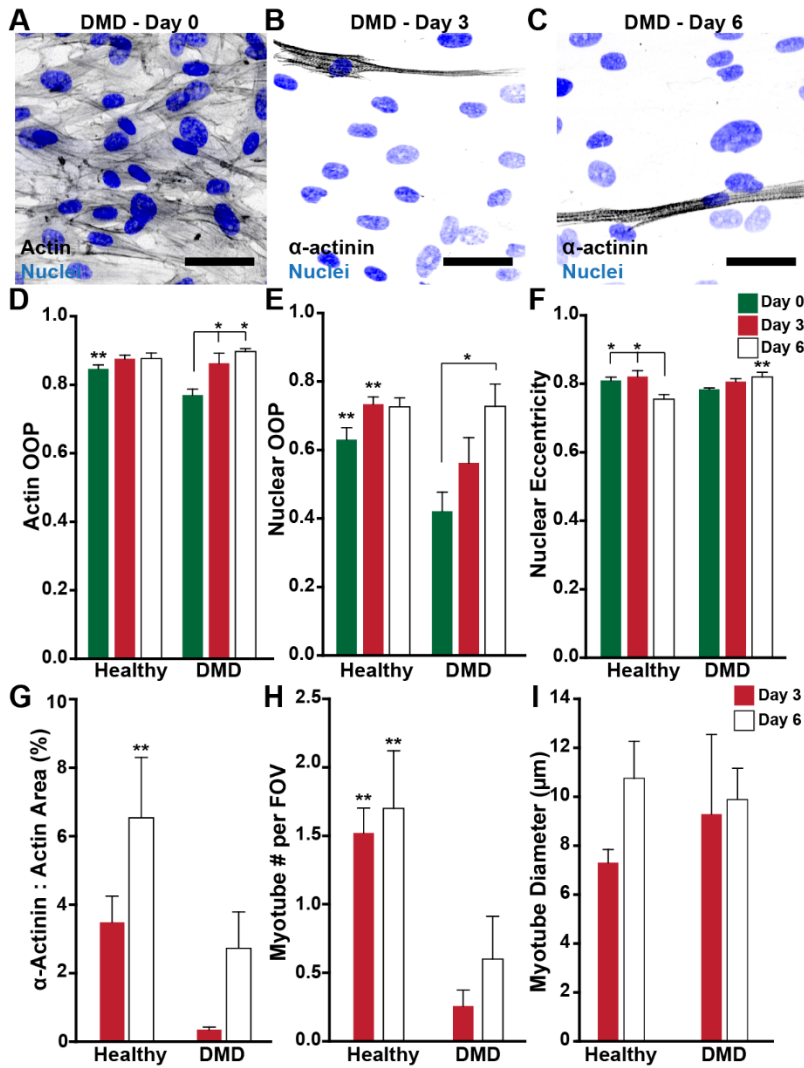 A DMD - Day 0
B DMD - Day 3
C DMD - Day 6
Actin
Nuclei
α-actinin
Nuclei
α-actinin
Nuclei
D
1.0
0.8
0.6
0.4
0.2
0.0
Actin OOP
**
* *
Healthy DMD
E
1.0
0.8
0.6
0.4
0.2
0.0
Nuclear OOP
**
**
*
Healthy DMD
F
1.0
0.8
0.6
0.4
0.2
0.0
Nuclear Eccentricity
* *
**
Day 0
Day 3
Day 6
Healthy DMD
G
8
6
4
2
0
α-Actinin : Actin Area (%)
**
Healthy DMD
H
2.5
2.0
1.5
1.0
0.5
0.0
Myotube # per FOV
**
**
Healthy DMD
I
14
12
10
8
6
4
2
0
Myotube Diameter (µm)
Day 3
Day 6
Healthy DMD